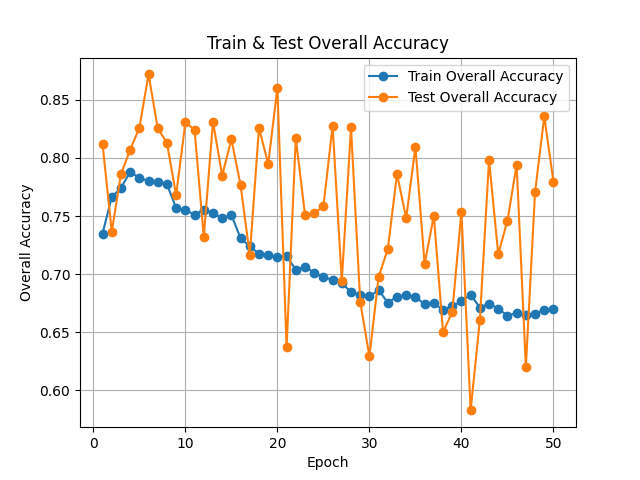 Train & Test Overall Accuracy
Train Overall Accuracy
Test Overall Accuracy
0.85
0.80
0.75
0.70
0.65
0.60
Overall Accuracy
0 10 20 30 40 50
Epoch